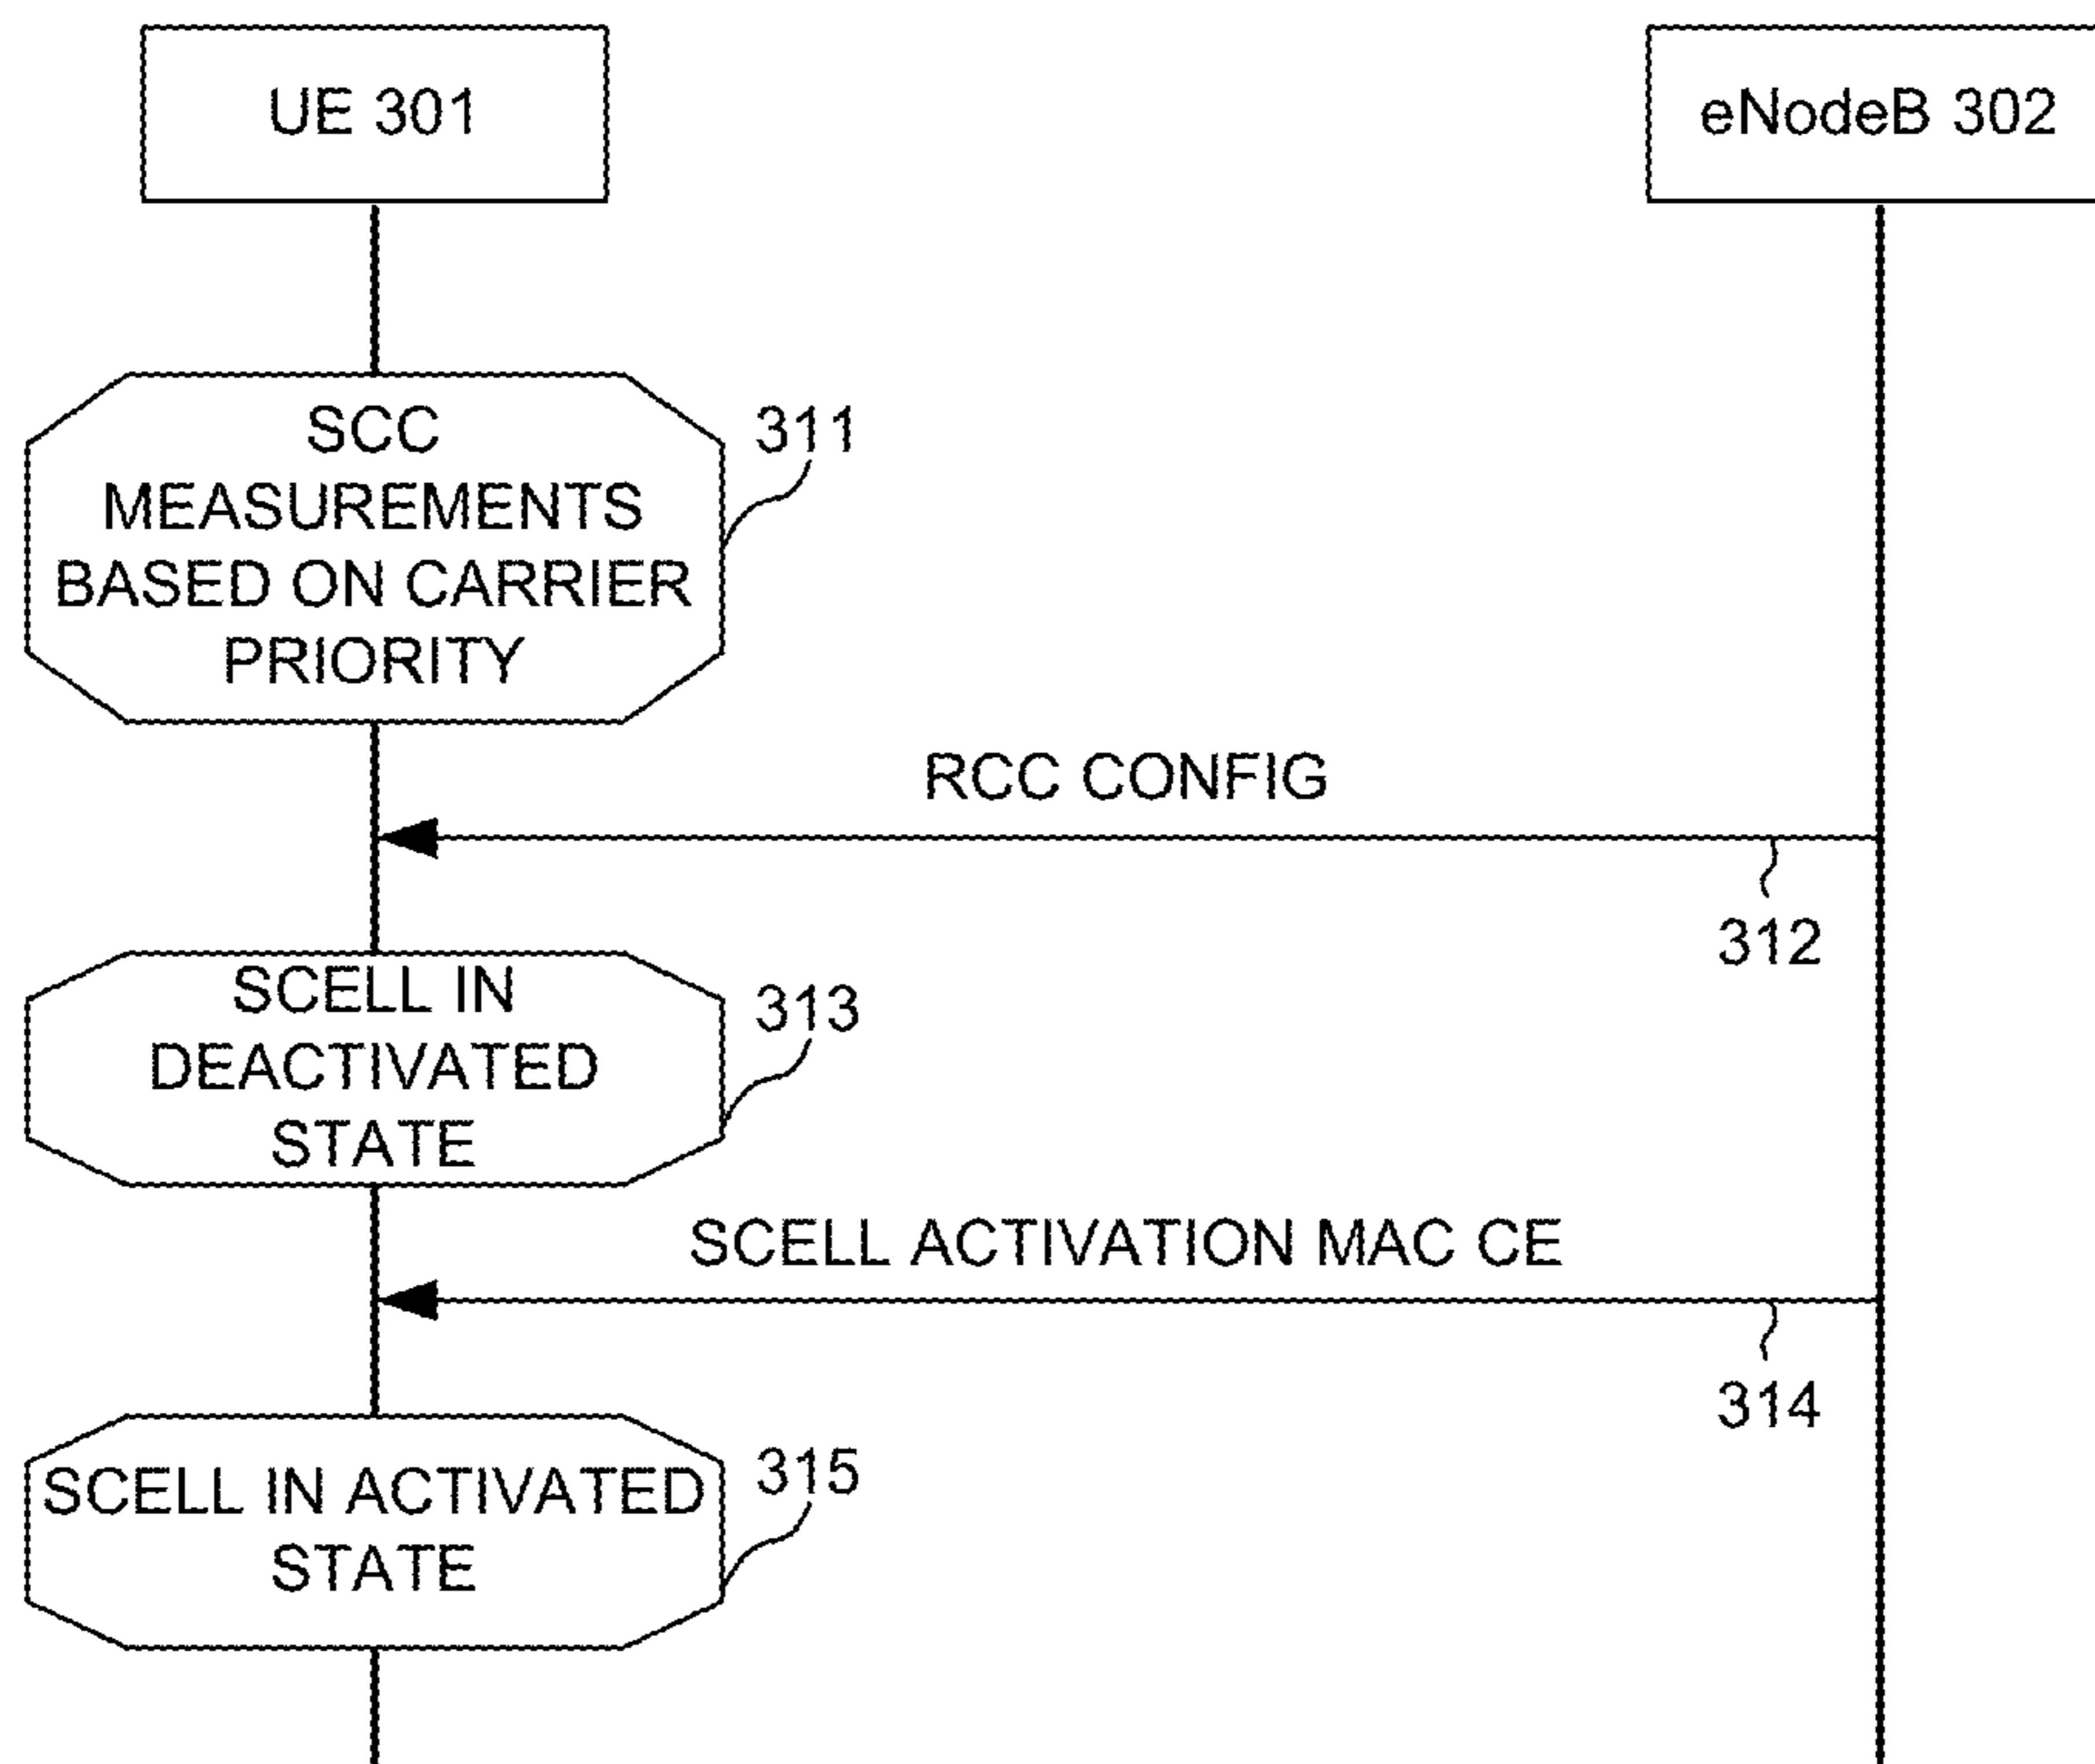 UE 301
eNodeB 302
SCC
MEASUREMENTS
BASED ON CARRIER
PRIORITY
311
RCC CONFIG
312
SCELL IN
DEACTIVATED
STATE
313
SCELL ACTIVATION MAC CE
314
SCELL IN ACTIVATED
STATE
315